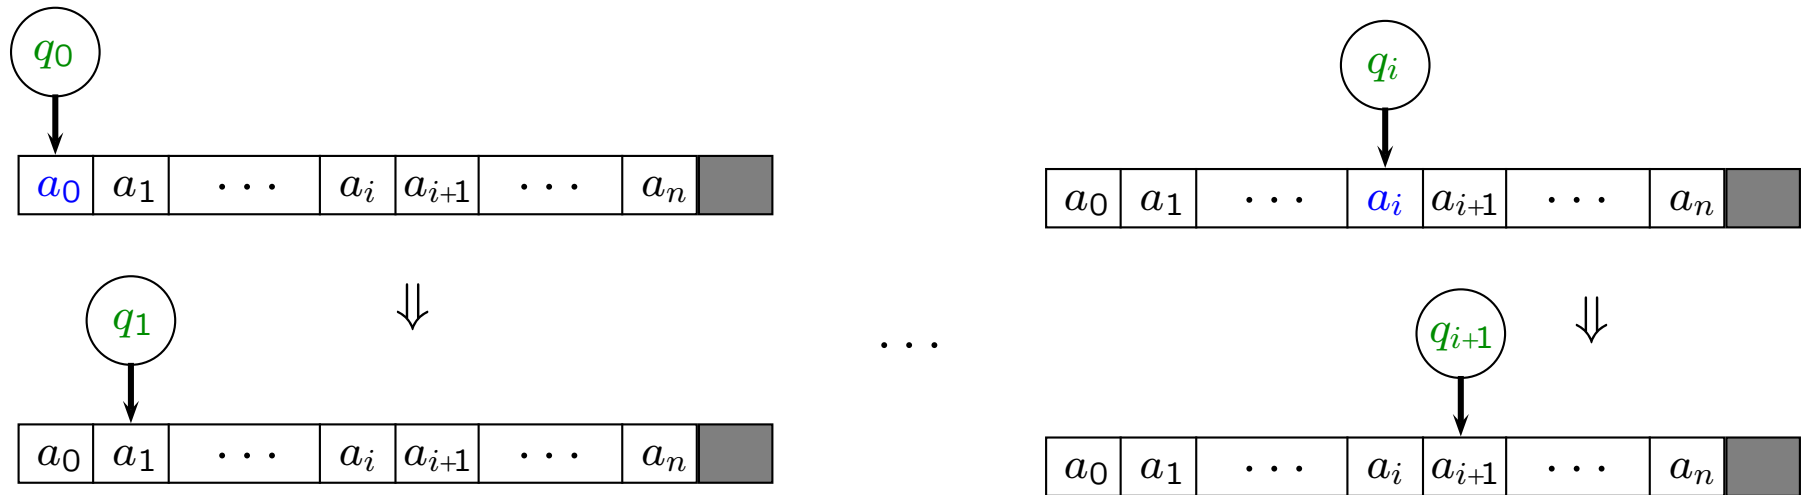 q₀
a₀ a₁ ⋯ aᵢ aᵢ₊₁ ⋯ aₙ
⇓
q₁
a₀ a₁ ⋯ aᵢ aᵢ₊₁ ⋯ aₙ
⋯
qᵢ
a₀ a₁ ⋯ aᵢ aᵢ₊₁ ⋯ aₙ
⇓
qᵢ₊₁
a₀ a₁ ⋯ aᵢ aᵢ₊₁ ⋯ aₙ